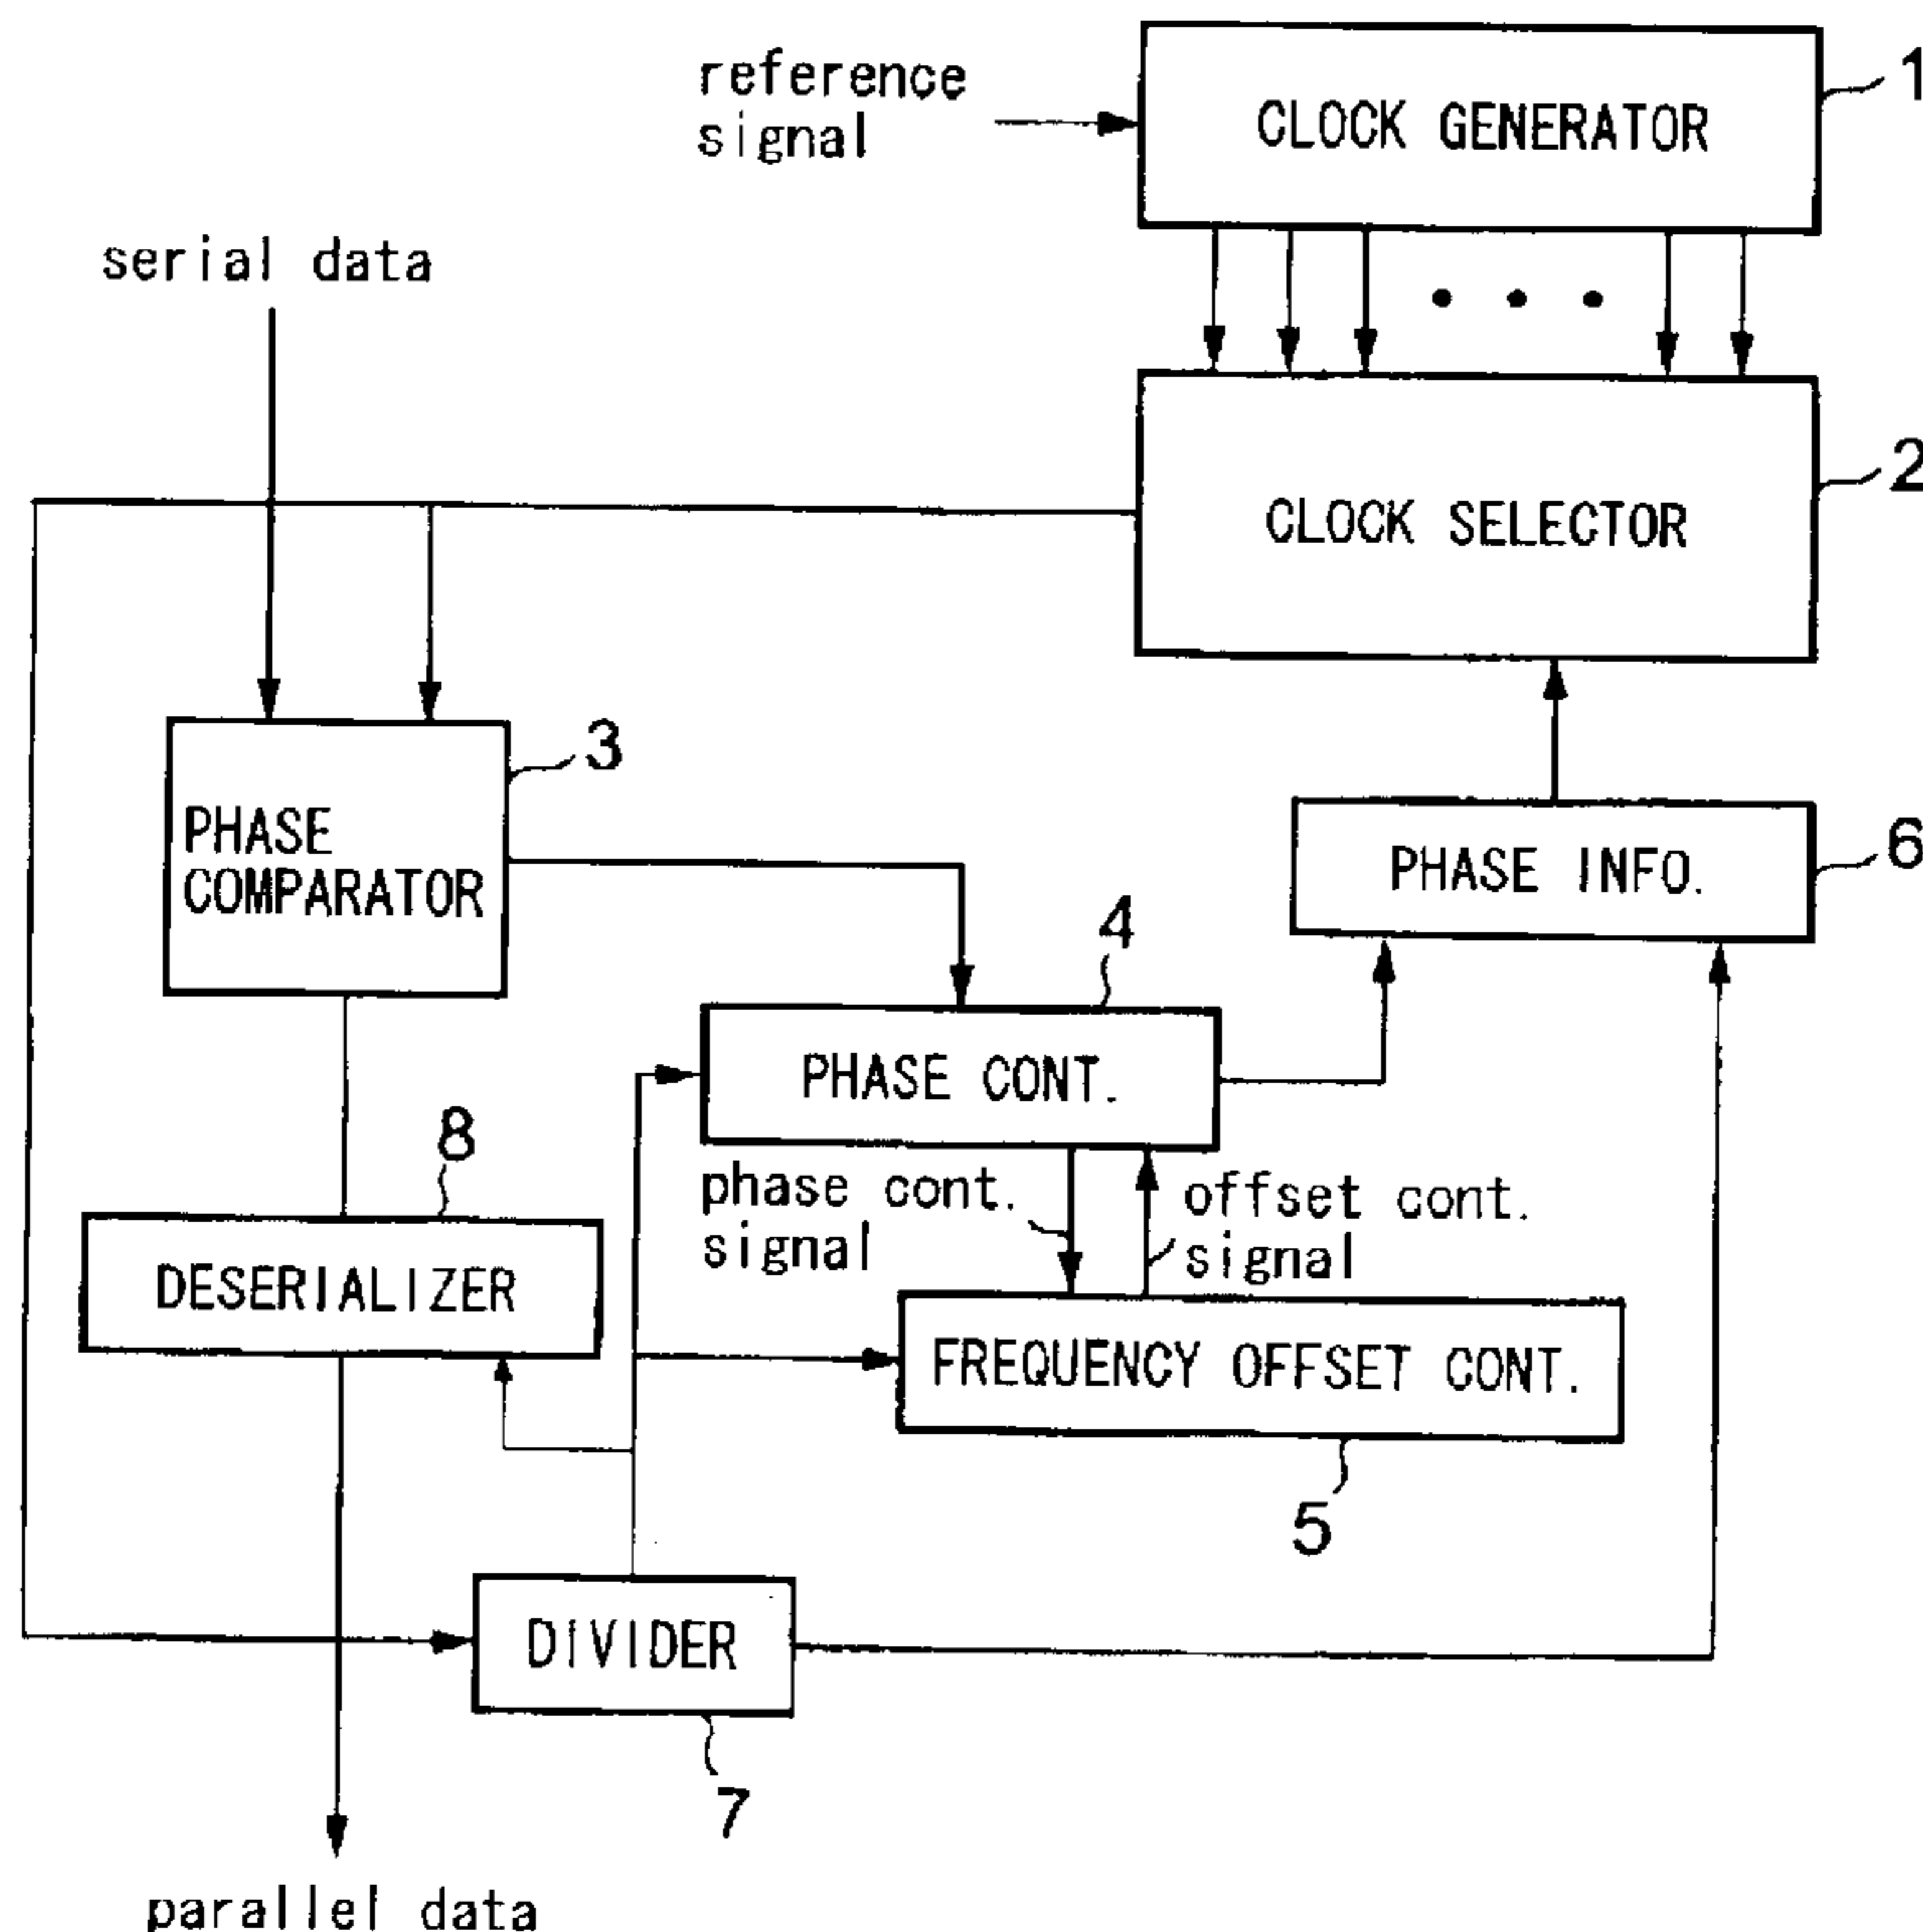 reference
signal
CLOCK GENERATOR
1
serial data
CLOCK SELECTOR
2
3
PHASE
COMPARATOR
PHASE INFO.
6
4
PHASE CONT.
8
phase cont.
signal
offset cont.
signal
DESERIALIZER
FREQUENCY OFFSET CONT.
5
DIVIDER
7
parallel data